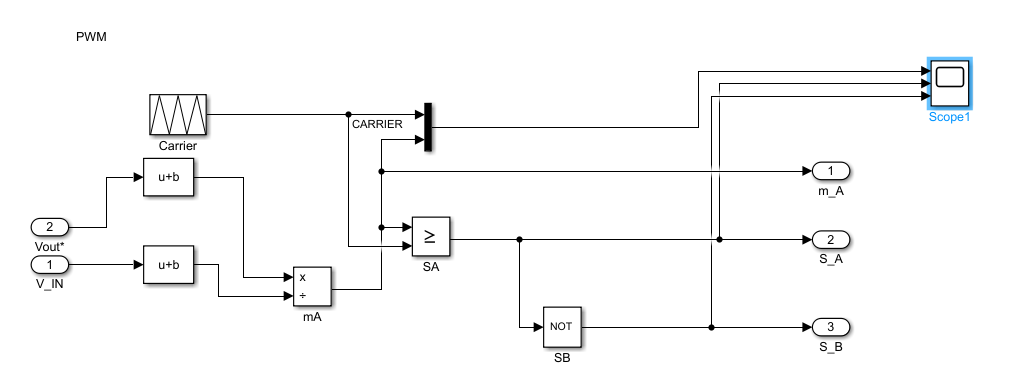 PWM
Scope1
CARRIER
Carrier
u+b
1
m_A
2
Vout*
≥
SA
2
S_A
1
V_IN
u+b
x
÷
mA
NOT
SB
3
S_B